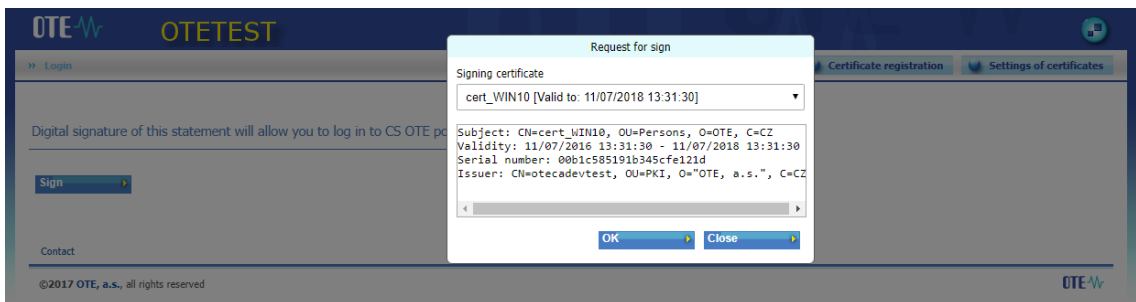 OTE
OTETEST
» Login
Certificate registration
Settings of certificates
Digital signature of this statement will allow you to log in to CS OTE po
Sign
Request for sign
Signing certificate
cert_WIN10 [Valid to: 11/07/2018 13:31:30]
Subject: CN=cert_WIN10, OU=Persons, O=OTE, C=CZ
Validity: 11/07/2016 13:31:30 - 11/07/2018 13:31:30
Serial number: 00b1c585191b345cfe121d
Issuer: CN=otecadevtest, OU=PKI, O="OTE, a.s.", C=CZ
OK
Close
Contact
©2017 OTE, a.s., all rights reserved
OTE